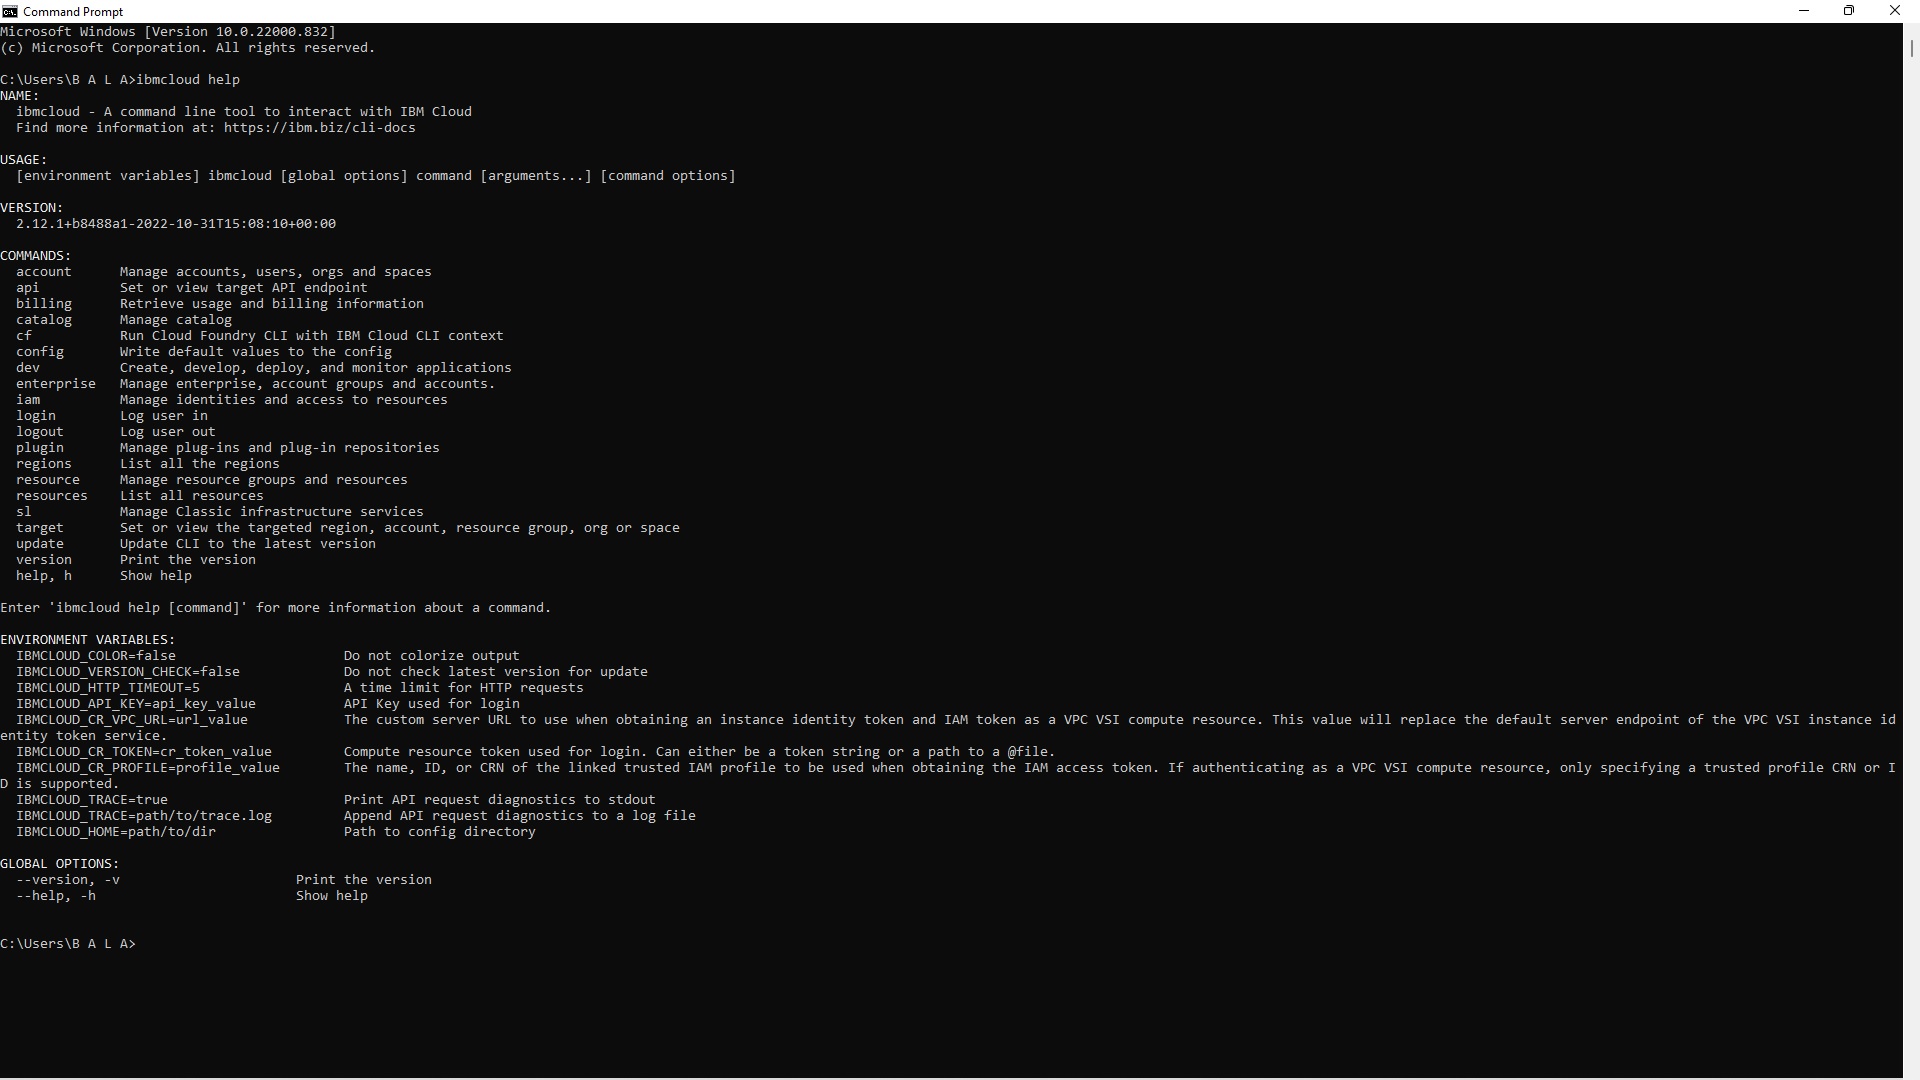 Command Prompt
Microsoft Windows [Version 10.0.22000.832]
(c) Microsoft Corporation. All rights reserved.
C:\Users\B A L A>ibmcloud help
NAME:
ibmcloud - A command line tool to interact with IBM Cloud
Find more information at: https://ibm.biz/cli-docs
USAGE:
[environment variables] ibmcloud [global options] command [arguments...] [command options]
VERSION:
2.12.1+b8488a1-2022-10-31T15:08:10+00:00
COMMANDS:
account Manage accounts, users, orgs and spaces
api Set or view target API endpoint
billing Retrieve usage and billing information
catalog Manage catalog
cf Run Cloud Foundry CLI with IBM Cloud CLI context
config Write default values to the config
dev Create, develop, deploy, and monitor applications
enterprise Manage enterprise, account groups and accounts.
iam Manage identities and access to resources
login Log user in
logout Log user out
plugin Manage plug-ins and plug-in repositories
regions List all the regions
resource Manage resource groups and resources
resources List all resources
sl Manage Classic infrastructure services
target Set or view the targeted region, account, resource group, org or space
update Update CLI to the latest version
version Print the version
help, h Show help
Enter 'ibmcloud help [command]' for more information about a command.
ENVIRONMENT VARIABLES:
IBMCLOUD_COLOR=false Do not colorize output
IBMCLOUD_VERSION_CHECK=false Do not check latest version for update
IBMCLOUD_HTTP_TIMEOUT=5 A time limit for HTTP requests
IBMCLOUD_API_KEY=api_key_value API Key used for login
IBMCLOUD_CR_VPC_URL=url_value The custom server URL to use when obtaining an instance identity token and IAM token as a VPC VSI compute resource. This value will replace the default server endpoint of the VPC VSI instance id
entity token service.
IBMCLOUD_CR_TOKEN=cr_token_value Compute resource token used for login. Can either be a token string or a path to a @file.
IBMCLOUD_CR_PROFILE=profile_value The name, ID, or CRN of the linked trusted IAM profile to be used when obtaining the IAM access token. If authenticating as a VPC VSI compute resource, only specifying a trusted profile CRN or I
D is supported.
IBMCLOUD_TRACE=true Print API request diagnostics to stdout
IBMCLOUD_TRACE=path/to/trace.log Append API request diagnostics to a log file
IBMCLOUD_HOME=path/to/dir Path to config directory
GLOBAL OPTIONS:
--version, -v Print the version
--help, -h Show help
C:\Users\B A L A>